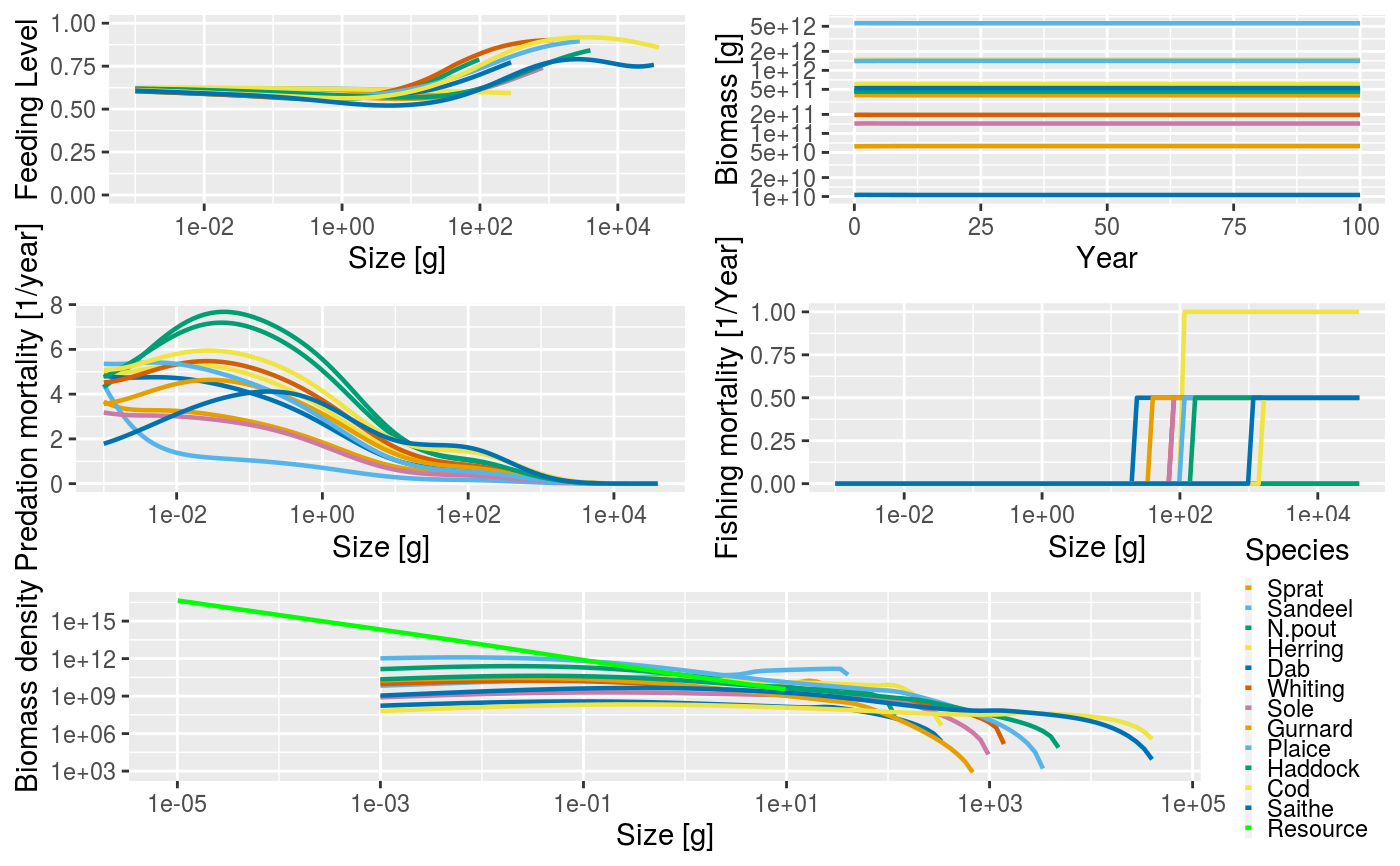 Feeding Level
1.00
0.75
0.50
0.25
0.00
1e-02
1e+00
1e+02
1e+04
Size [g]
Biomass [g]
5e+12
2e+12
1e+12
5e+11
2e+11
1e+11
5e+10
2e+10
1e+10
0
25
50
75
100
Year
Predation mortality [1/year]
8
6
4
2
0
1e-02
1e+00
1e+02
1e+04
Size [g]
Fishing mortality [1/Year]
1.00
0.75
0.50
0.25
0.00
1e-02
1e+00
1e+02
1e+04
Size [g]
Biomass density
1e+15
1e+12
1e+09
1e+06
1e+03
1e-05
1e-03
1e-01
1e+01
1e+03
1e+05
Size [g]
Species
Sprat
Sandeel
N.pout
Herring
Dab
Whiting
Sole
Gurnard
Plaice
Haddock
Cod
Saithe
Resource